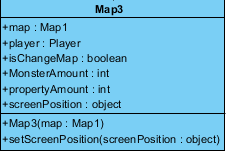 Map3
+map : Map1
+player : Player
+isChangeMap : boolean
+MonsterAmount : int
+propertyAmount : int
+screenPosition : object
+Map3(map : Map1)
+setScreenPosition(screenPosition : object)